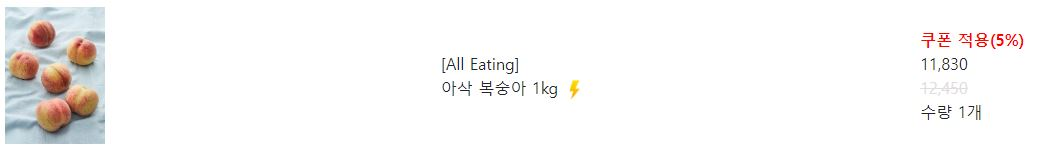 [All Eating]
아삭 복숭아 1kg
쿠폰 적용(5%)
11,830
12,450
수량 1개